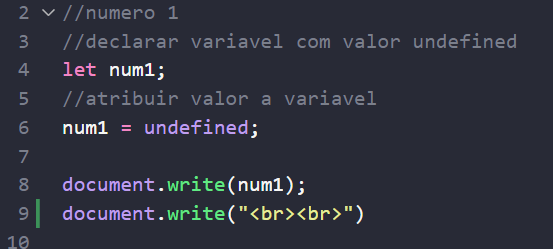 2 //numero 1
3 //declarar variavel com valor undefined
4 let num1;
5 //atribuir valor a variavel
6 num1 = undefined;
7
8 document.write(num1);
9 document.write("<br><br>")
10